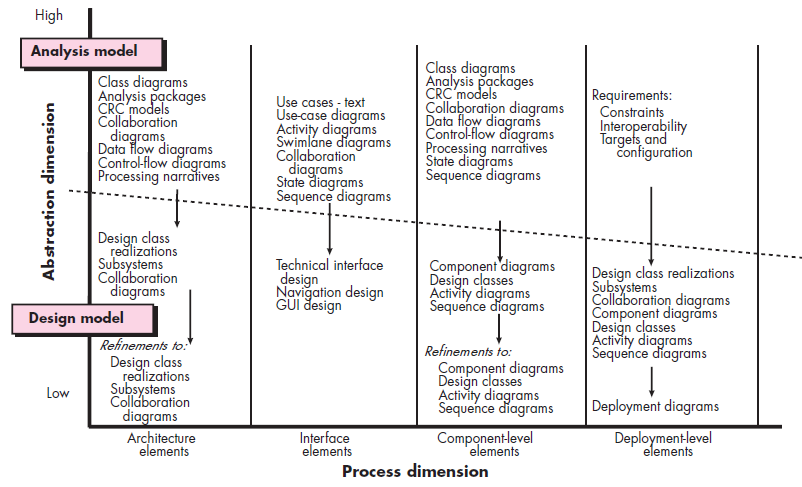 High
Analysis model
Abstraction dimension
Design model
Low
Class diagrams
Analysis packages
CRC models
Collaboration
diagrams
Data flow diagrams
Control-flow diagrams
Processing narratives
Design class
realizations
Subsystems
Collaboration
diagrams
Refinements to:
Design class
realizations
Subsystems
Collaboration
diagrams
Architecture
elements
Use cases - text
Use-case diagrams
Activity diagrams
Swimlane diagrams
Collaboration
diagrams
State diagrams
Sequence diagrams
Technical interface
design
Navigation design
GUI design
Interface
elements
Class diagrams
Analysis packages
CRC models
Collaboration diagrams
Data flow diagrams
Control-flow diagrams
Processing narratives
State diagrams
Sequence diagrams
Component diagrams
Design classes
Activity diagrams
Sequence diagrams
Refinements to:
Component diagrams
Design classes
Activity diagrams
Sequence diagrams
Component-level
elements
Requirements:
Constraints
Interoperability
Targets and
configuration
Design class realizations
Subsystems
Collaboration diagrams
Component diagrams
Design classes
Activity diagrams
Sequence diagrams
Deployment diagrams
Deployment-level
elements
Process dimension